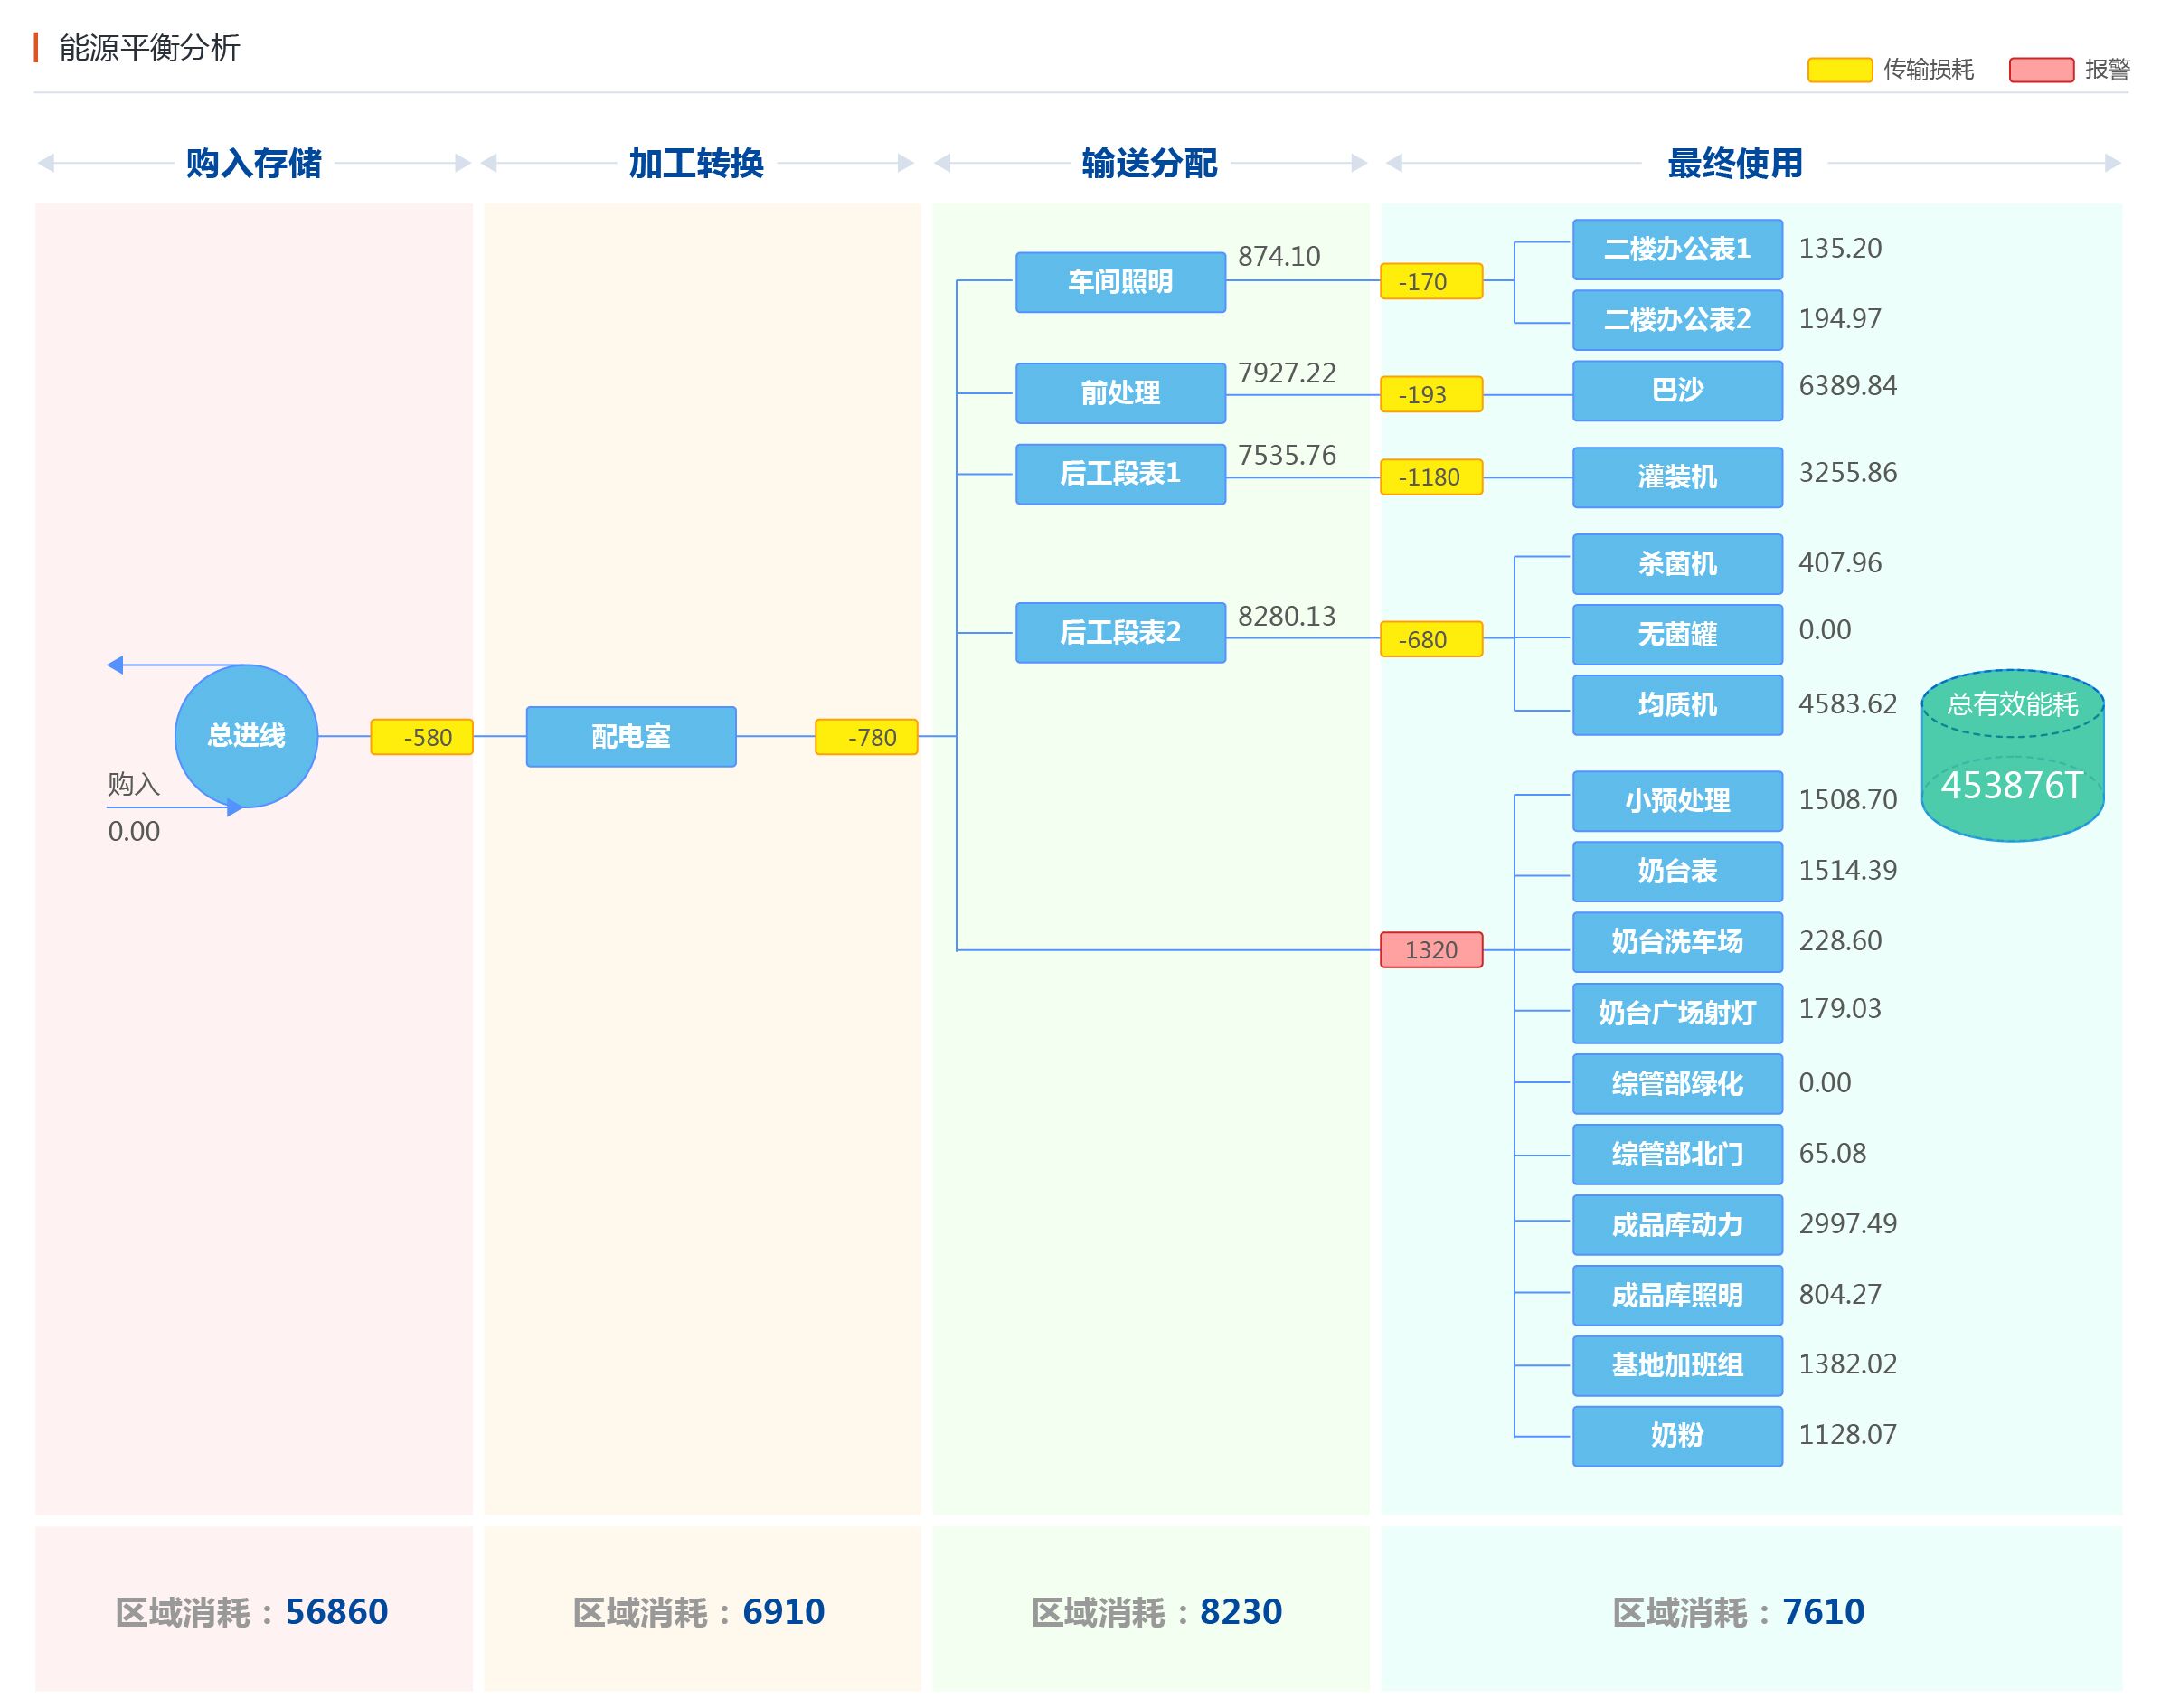 能源平衡分析
传输损耗
报警
购入存储
加工转换
输送分配
最终使用
总进线
购入
0.00
-580
配电室
-780
车间照明
874.10
前处理
7927.22
后工段表1
7535.76
后工段表2
8280.13
-170
-193
-1180
-680
1320
二楼办公表1
135.20
二楼办公表2
194.97
巴沙
6389.84
灌装机
3255.86
杀菌机
407.96
无菌罐
0.00
均质机
4583.62
小预处理
1508.70
奶台表
1514.39
奶台洗车场
228.60
奶台广场射灯
179.03
综管部绿化
0.00
综管部北门
65.08
成品库动力
2997.49
成品库照明
804.27
基地加班组
1382.02
奶粉
1128.07
总有效能耗
453876T
区域消耗：56860
区域消耗：6910
区域消耗：8230
区域消耗：7610